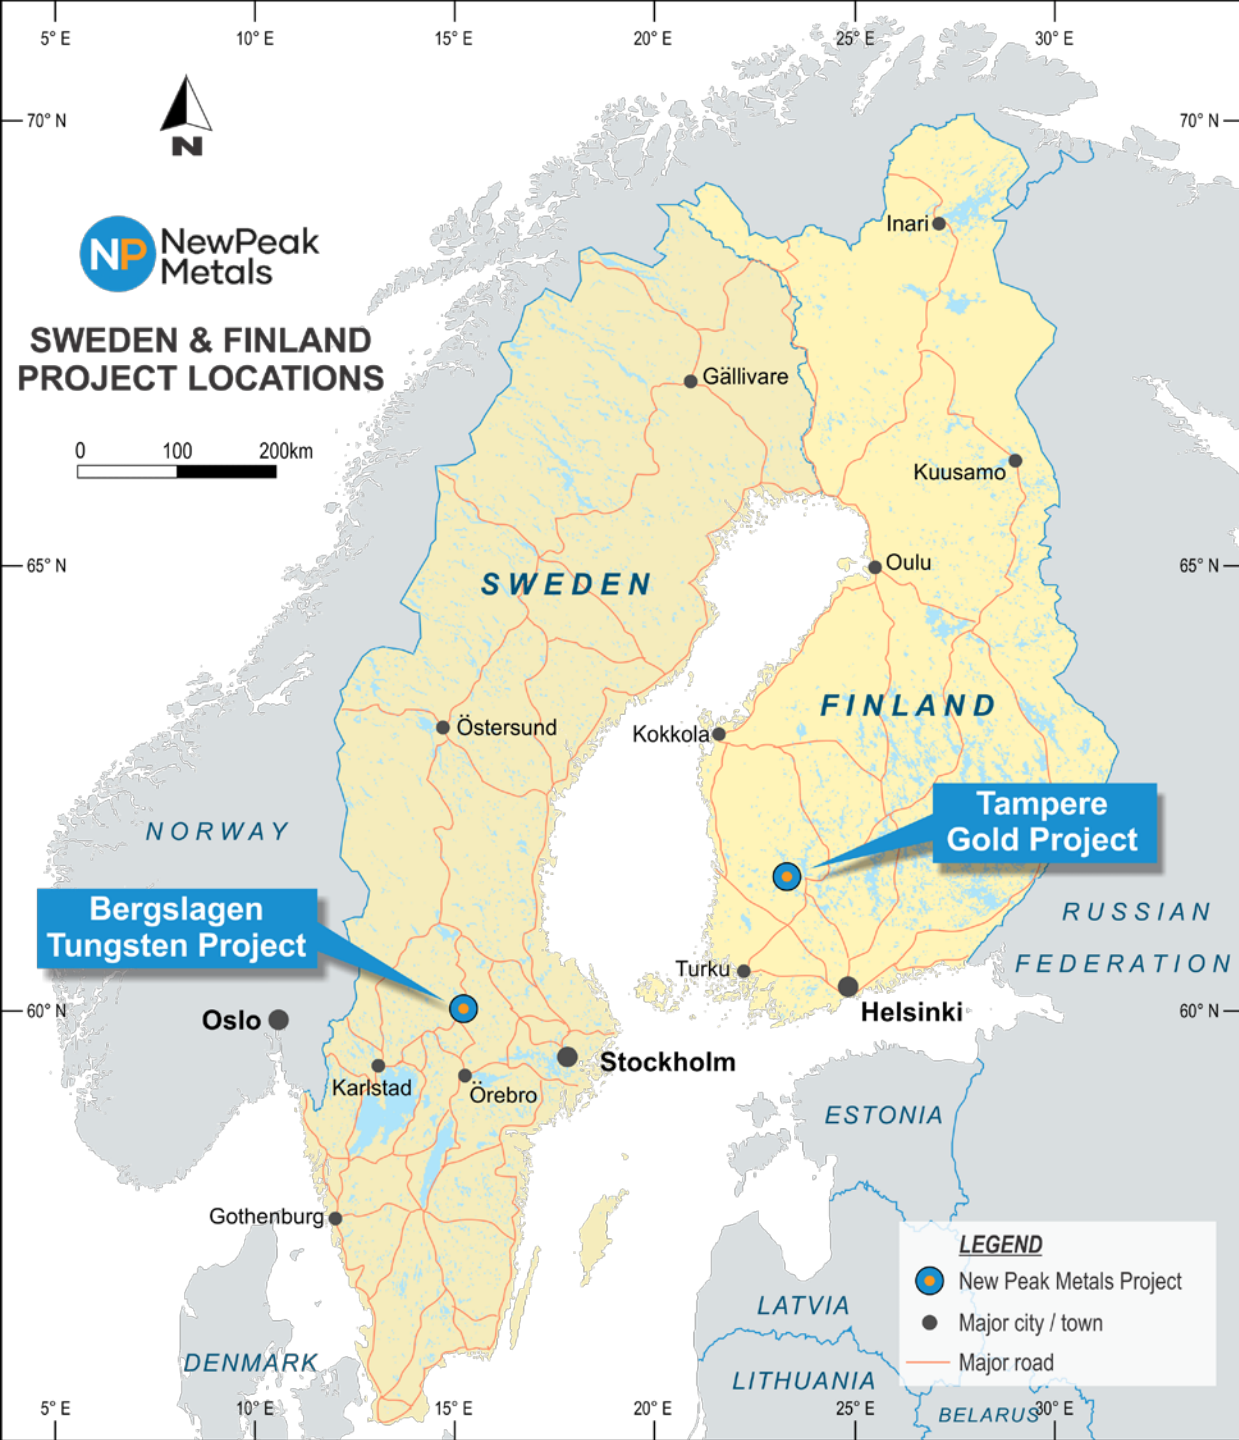 5° E
10° E
15° E
20° E
25° E
30° E
70° N
70° N
N
NP NewPeak
Metals
SWEDEN & FINLAND
PROJECT LOCATIONS
0 100 200km
Inari
Gällivare
Kuusamo
65° N
65° N
Oulu
SWEDEN
FINLAND
Östersund
Kokkola
NORWAY
Tampere
Gold Project
Bergslagen
Tungsten Project
RUSSIAN
FEDERATION
Turku
Helsinki
60° N
60° N
Oslo
Stockholm
Karlstad
Örebro
ESTONIA
Gothenburg
LEGEND
New Peak Metals Project
Major city / town
Major road
LATVIA
DENMARK
LITHUANIA
BELARUS
5° E
10° E
15° E
20° E
25° E
30° E